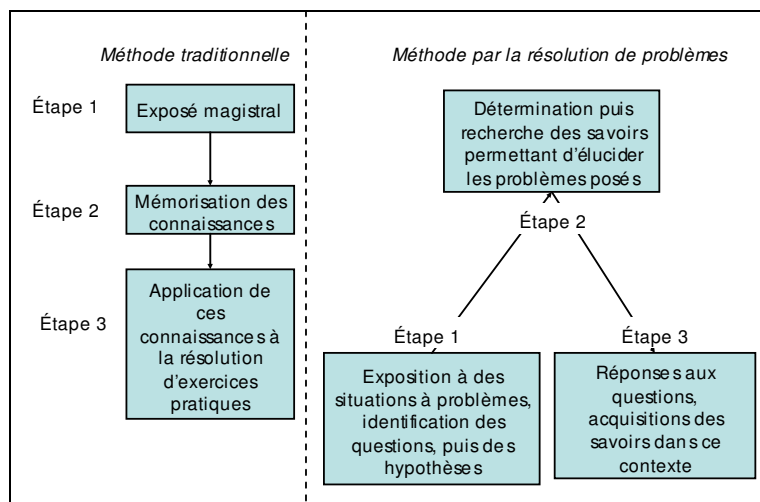 Méthode traditionnelle
Étape 1
Exposé magistral
Étape 2
Mémorisation des
connaissances
Étape 3
Application de
ces
connaissances à
la résolution
d'exercices
pratiques
Méthode par la résolution de problèmes
Étape 1
Exposition à des
situations à problèmes,
identification des
questions, puis des
hypothèses
Étape 2
Détermination puis
recherche des savoirs
permettant d'élucider
les problèmes posés
Étape 3
Réponses aux
questions,
acquisitions des
savoirs dans ce
contexte